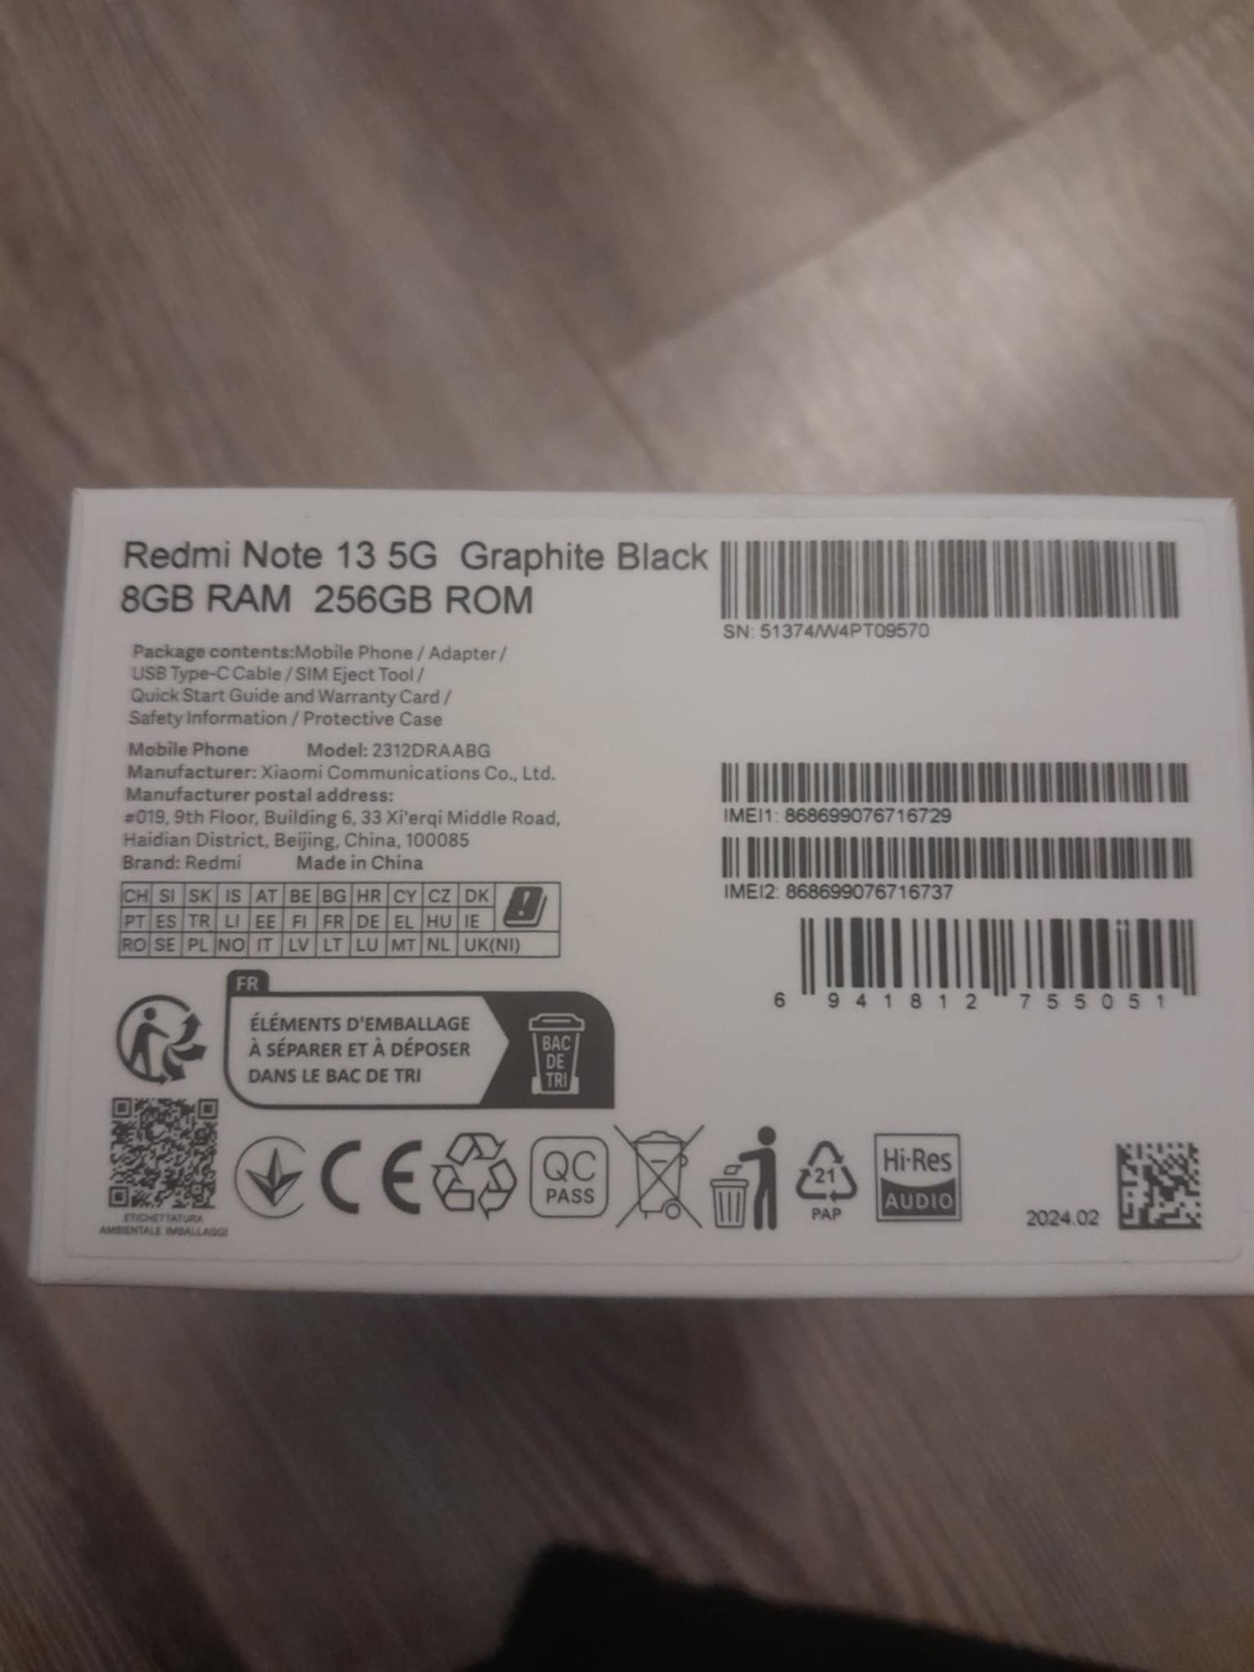 Redmi Note 13 5G Graphite Black
8GB RAM 256GB ROM
Package contents:Mobile Phone / Adapter /
USB Type-C Cable / SIM Eject Tool /
Quick Start Guide and Warranty Card /
Safety Information / Protective Case
Mobile Phone Model: 2312DRAABG
Manufacturer: Xiaomi Communications Co., Ltd.
Manufacturer postal address:
#019, 9th Floor, Building 6, 33 Xi'erqi Middle Road,
Haidian District, Beijing, China, 100085
Brand: Redmi Made in China
CH SI SK IS AT BE BG HR CY CZ DK
PT ES TR LI EE FI FR DE EL HU IE
RO SE PL NO IT LV LT LU MT NL UK(NI)
SN: 51374/W4PT09570
IMEI1: 868699076716729
IMEI2: 868699076716737
6 941812 755051
FR
ÉLÉMENTS D'EMBALLAGE
À SÉPARER ET À DÉPOSER
DANS LE BAC DE TRI
BAC
DE
TRI
ETICHETTATURA
AMBIENTALE IMBALLAGGI
CE
QC
PASS
21
PAP
Hi-Res
AUDIO
2024.02